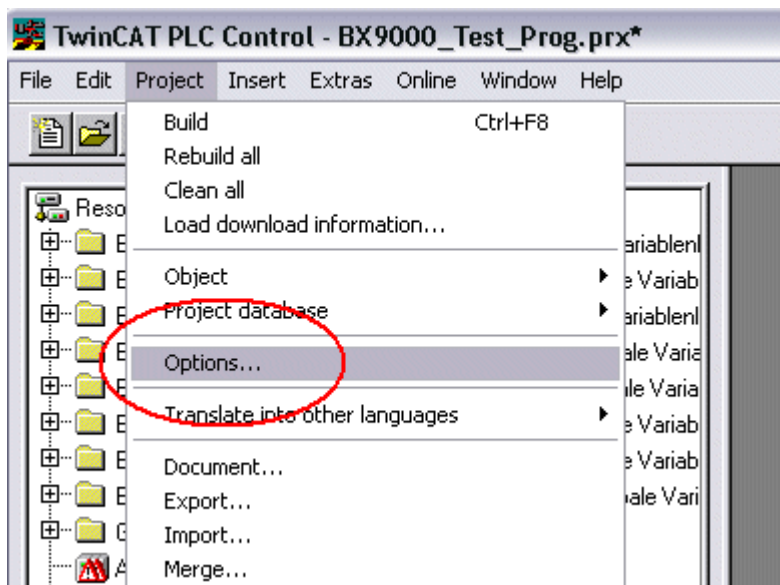 TwinCAT PLC Control - BX9000_Test_Prog.prx*
File Edit Project Insert Extras Online Window Help
Build Ctrl+F8
Rebuild all
Clean all
Load download information...
Object
Project database
Options...
Translate into other languages
Document...
Export...
Import...
Merge...